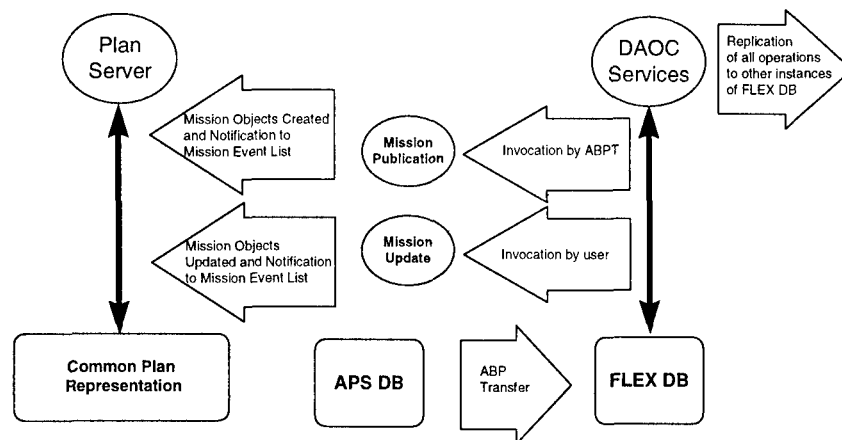 Plan
Server
DAOC
Services
Replication
of all operations
to other instances
of FLEX DB
Mission Objects Created
and Notification to
Mission Event List
Mission
Publication
Invocation by ABPT
Mission Objects
Updated and Notification
to Mission Event List
Mission
Update
Invocation by user
Common Plan
Representation
APS DB
ABP
Transfer
FLEX DB